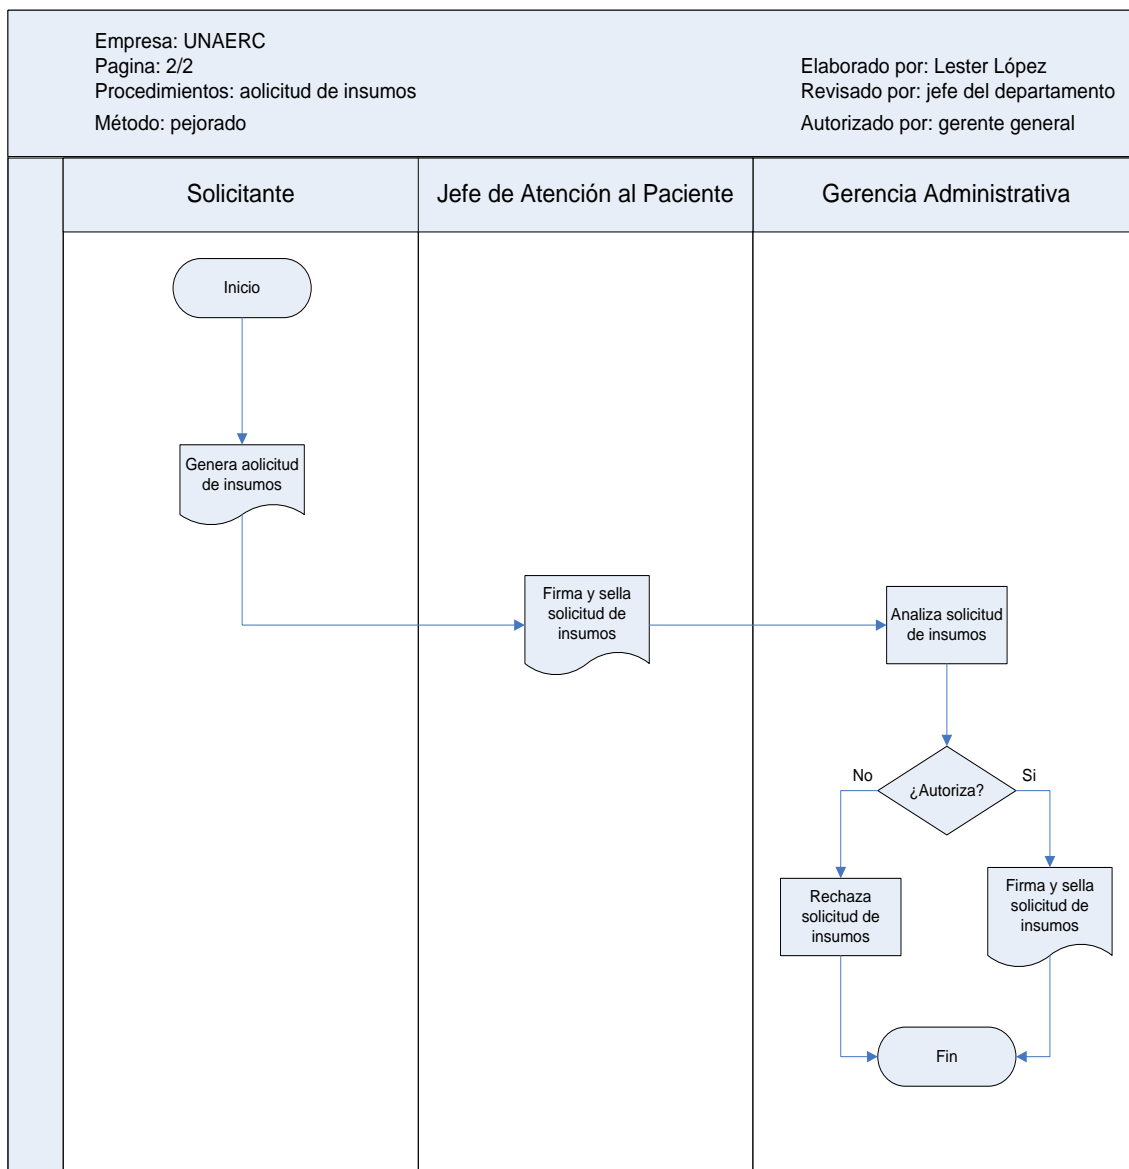 Empresa: UNAERC
Pagina: 2/2
Procedimientos: aolicitud de insumos
Método: pejorado
Elaborado por: Lester López
Revisado por: jefe del departamento
Autorizado por: gerente general
Solicitante
Jefe de Atención al Paciente
Gerencia Administrativa
Inicio
Genera aolicitud
de insumos
Firma y sella
solicitud de
insumos
Analiza solicitud
de insumos
¿Autoriza?
No
Si
Rechaza
solicitud de
insumos
Firma y sella
solicitud de
insumos
Fin